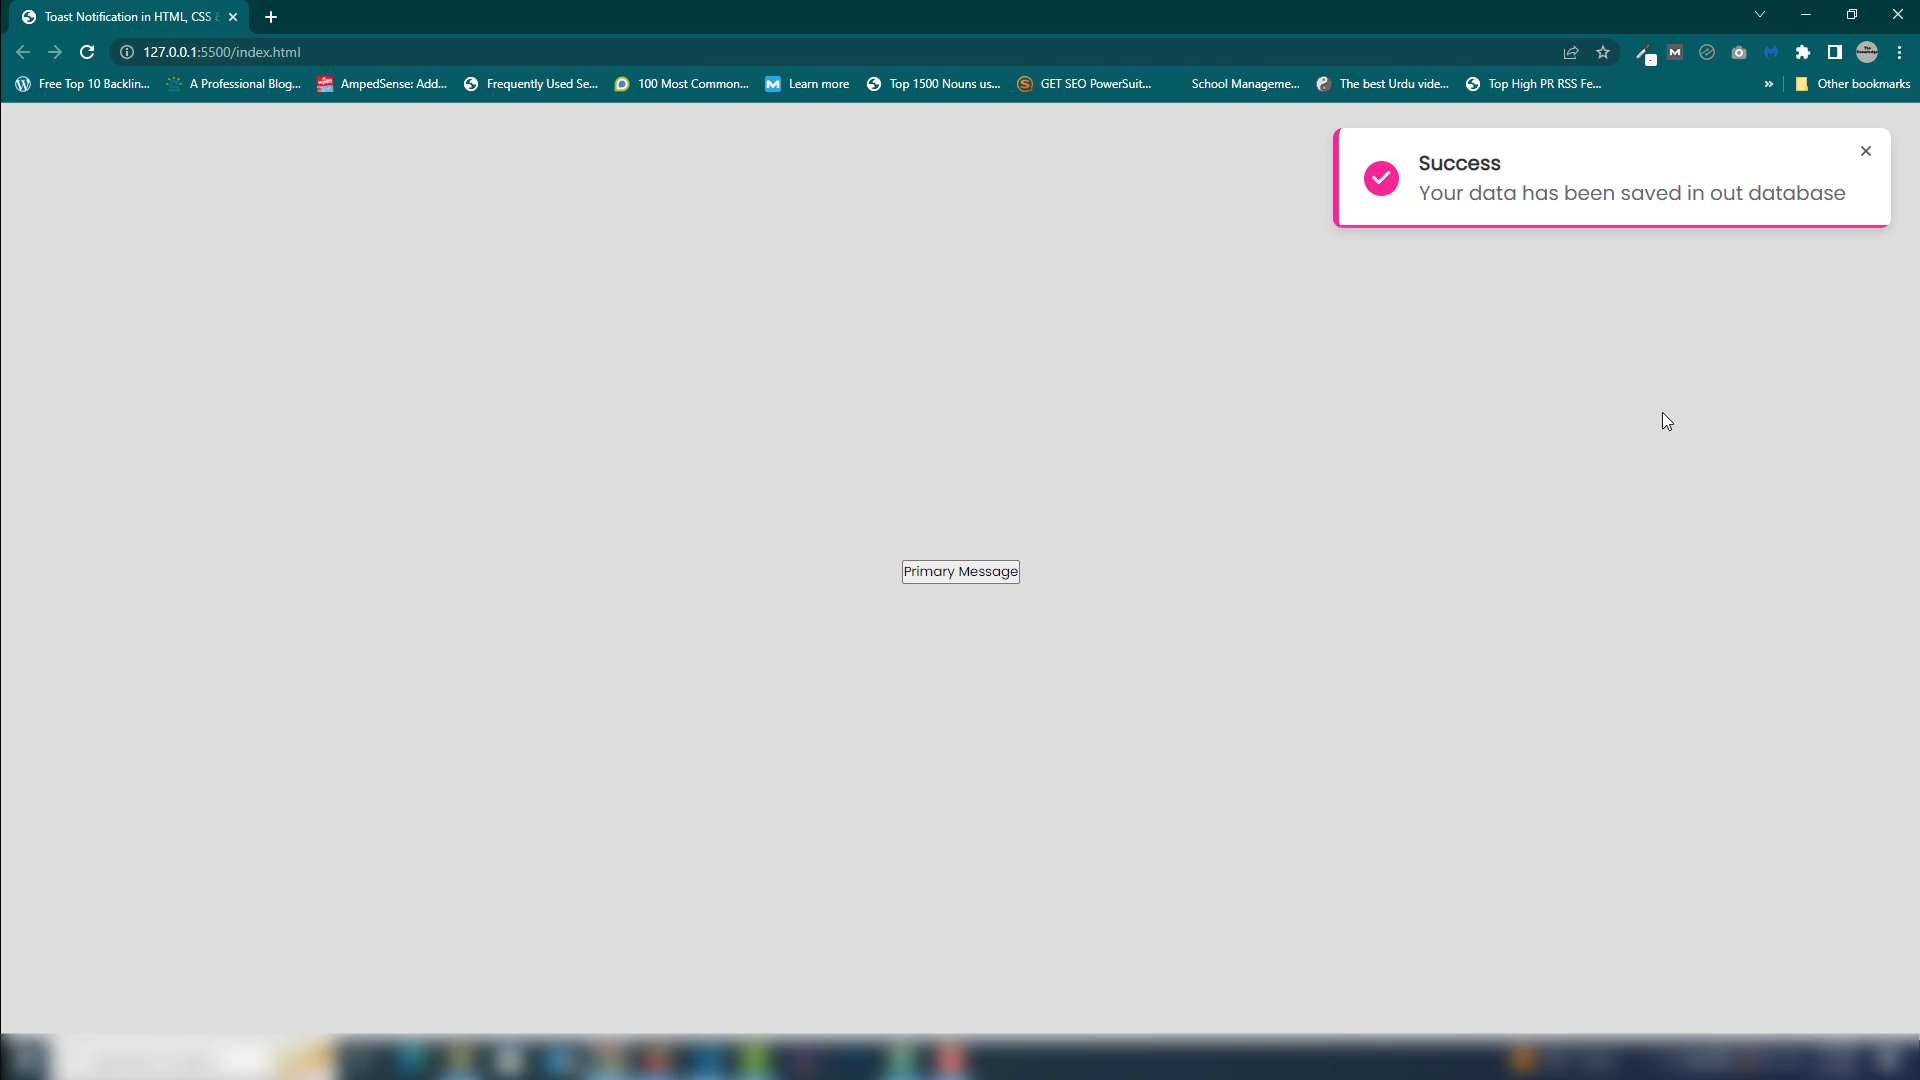 Toast Notification in HTML, CSS &
127.0.0.1:5500/index.html
Free Top 10 Backlin... A Professional Blog... AmpedSense: Add... Frequently Used Se... 100 Most Common... Learn more Top 1500 Nouns us... GET SEO PowerSuit... School Manageme... The best Urdu vide... Top High PR RSS Fe... » Other bookmarks
Success
Your data has been saved in out database
Primary Message